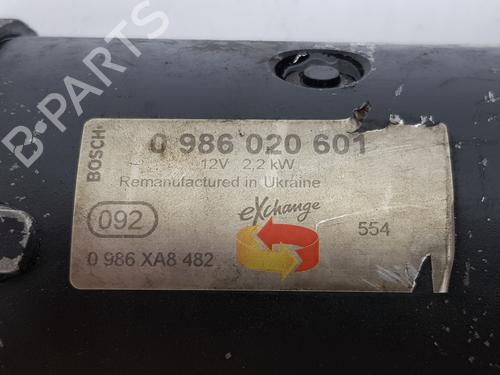 BOSCH
0 986 020 601
12V 2,2 kW
Remanufactured in Ukraine
092
eXchange
554
0 986 XA8 482
B-PARTS